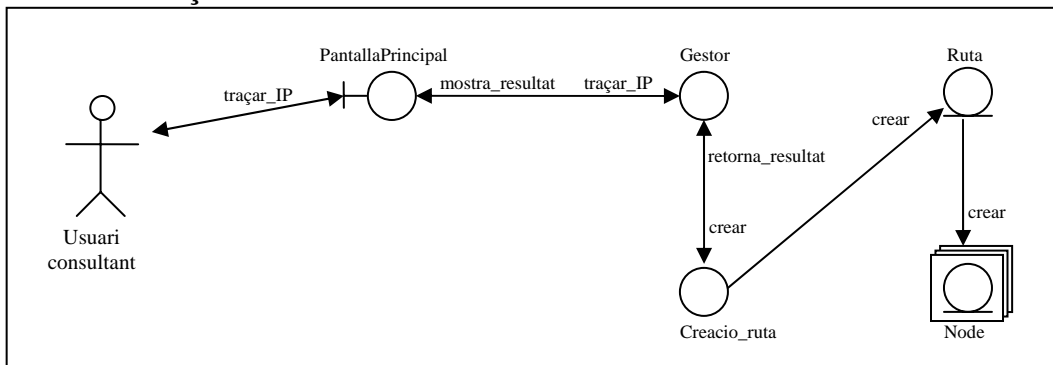 PantallaPrincipal
Gestor
Ruta
traçar_IP
mostra_resultat
traçar_IP
crear
retorna_resultat
crear
crear
Usuari
consultant
Creacio_ruta
Node